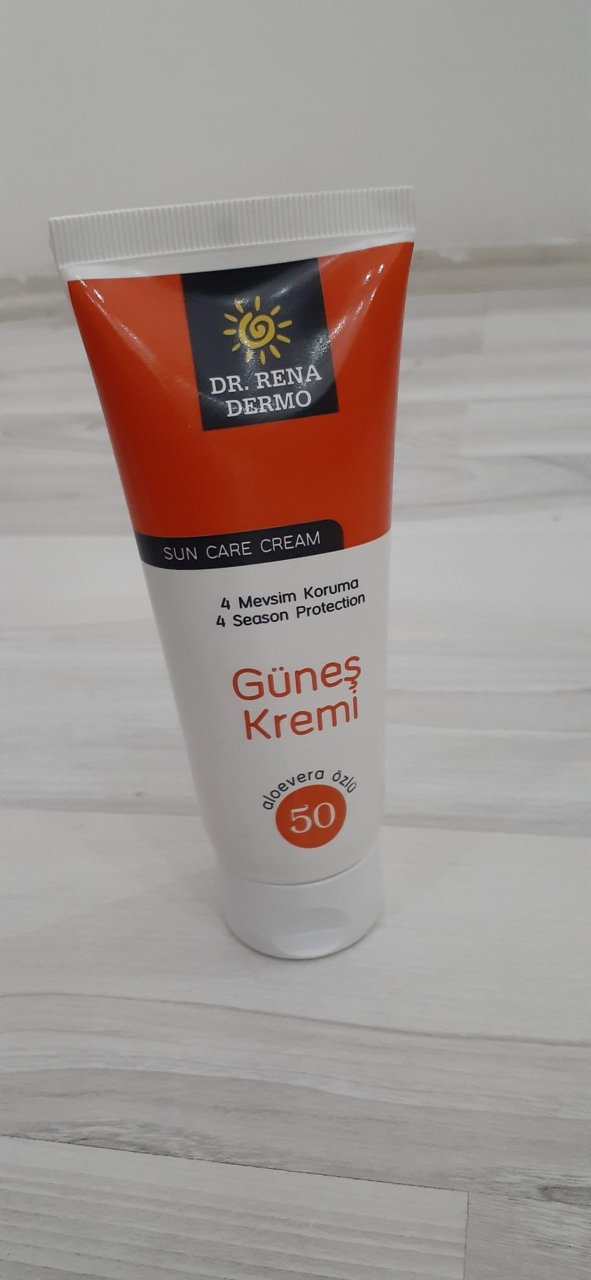 DR. RENA
DERMO
SUN CARE CREAM
4 Mevsim Koruma
4 Season Protection
Güneş
Kremi
aloevera özlü
50